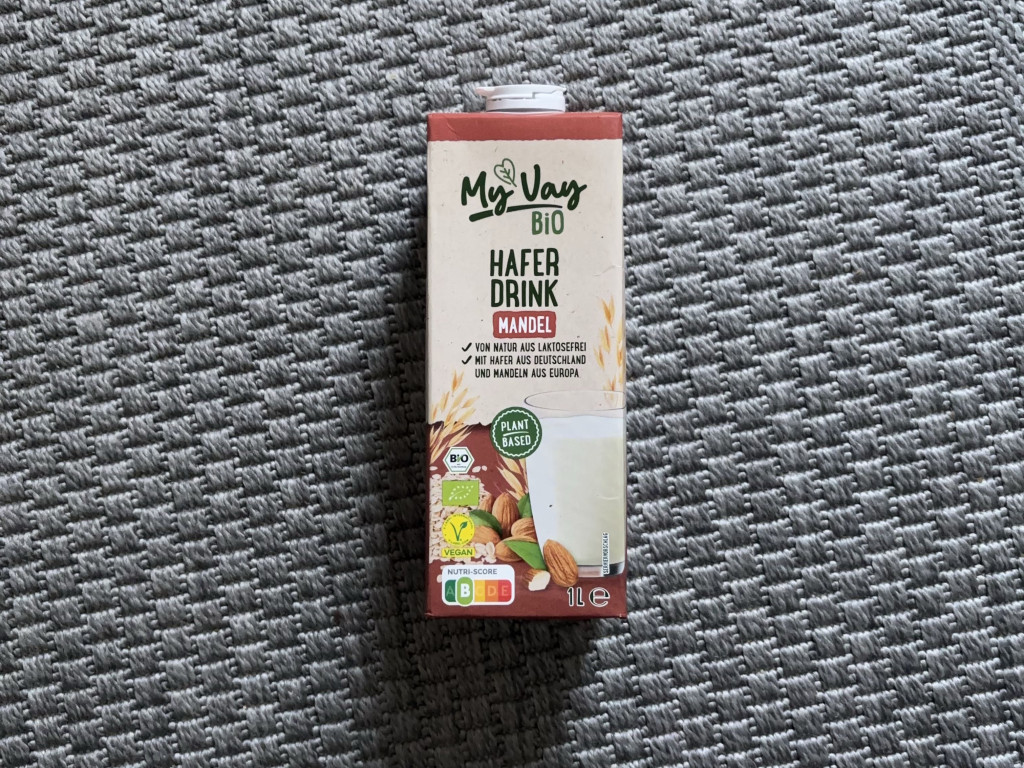 My Vay
BiO
HAFER
DRINK
MANDEL
VON NATUR AUS LAKTOSEFREI
MIT HAFER AUS DEUTSCHLAND
UND MANDELN AUS EUROPA
PLANT
BASED
BiO
VEGAN
NUTRI-SCORE
A B C D E
1L e